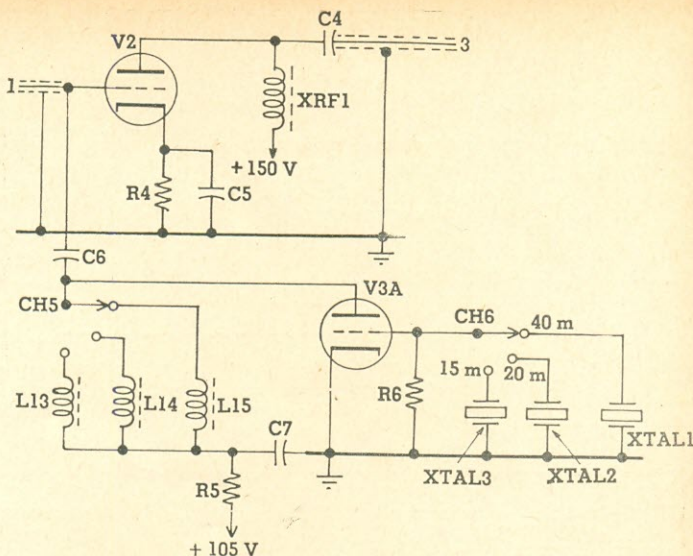 C4
V2
3
1
XRF1
+150 V
R4
C5
C6
V3A
CH5
CH6
40 m
15 m
20 m
R6
L13
L14
L15
C7
XTAL1
R5
XTAL3
XTAL2
+105 V